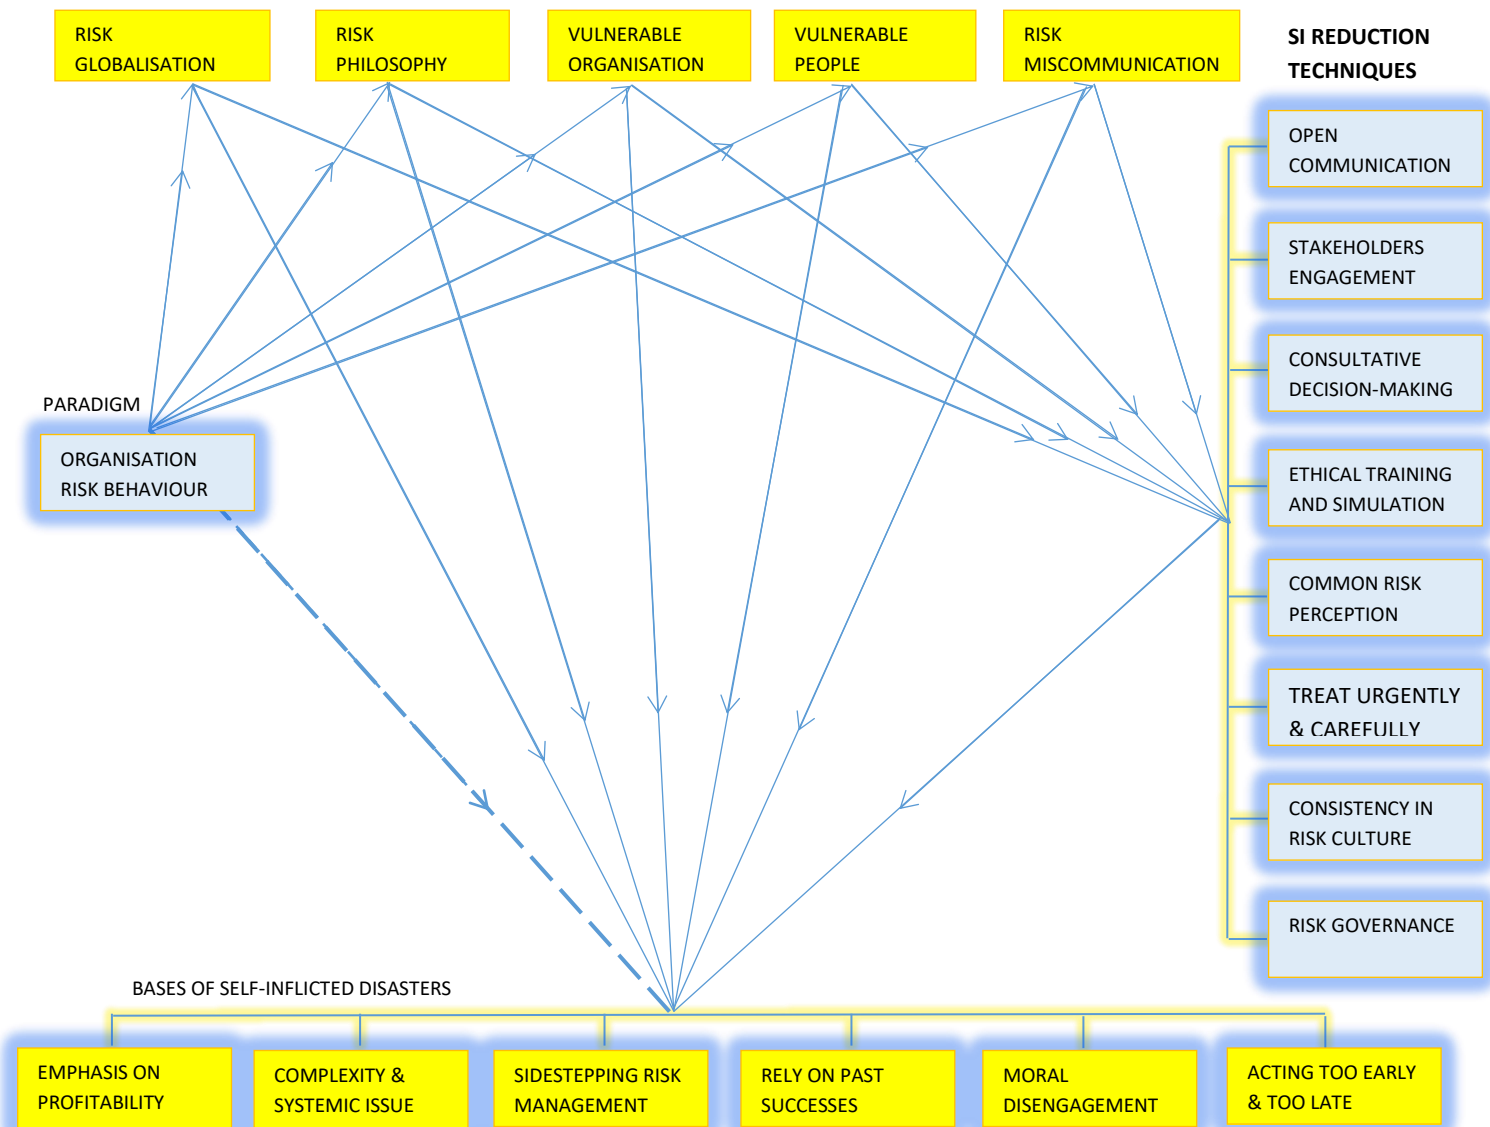 RISK
GLOBALISATION
RISK
PHILOSOPHY
VULNERABLE
ORGANISATION
VULNERABLE
PEOPLE
RISK
MISCOMMUNICATION
SI REDUCTION
TECHNIQUES
OPEN
COMMUNICATION
STAKEHOLDERS
ENGAGEMENT
CONSULTATIVE
DECISION-MAKING
ETHICAL TRAINING
AND SIMULATION
COMMON RISK
PERCEPTION
TREAT URGENTLY
& CAREFULLY
CONSISTENCY IN
RISK CULTURE
RISK GOVERNANCE
PARADIGM
ORGANISATION
RISK BEHAVIOUR
BASES OF SELF-INFLICTED DISASTERS
EMPHASIS ON
PROFITABILITY
COMPLEXITY &
SYSTEMIC ISSUE
SIDESTEPPING RISK
MANAGEMENT
RELY ON PAST
SUCCESSES
MORAL
DISENGAGEMENT
ACTING TOO EARLY
& TOO LATE